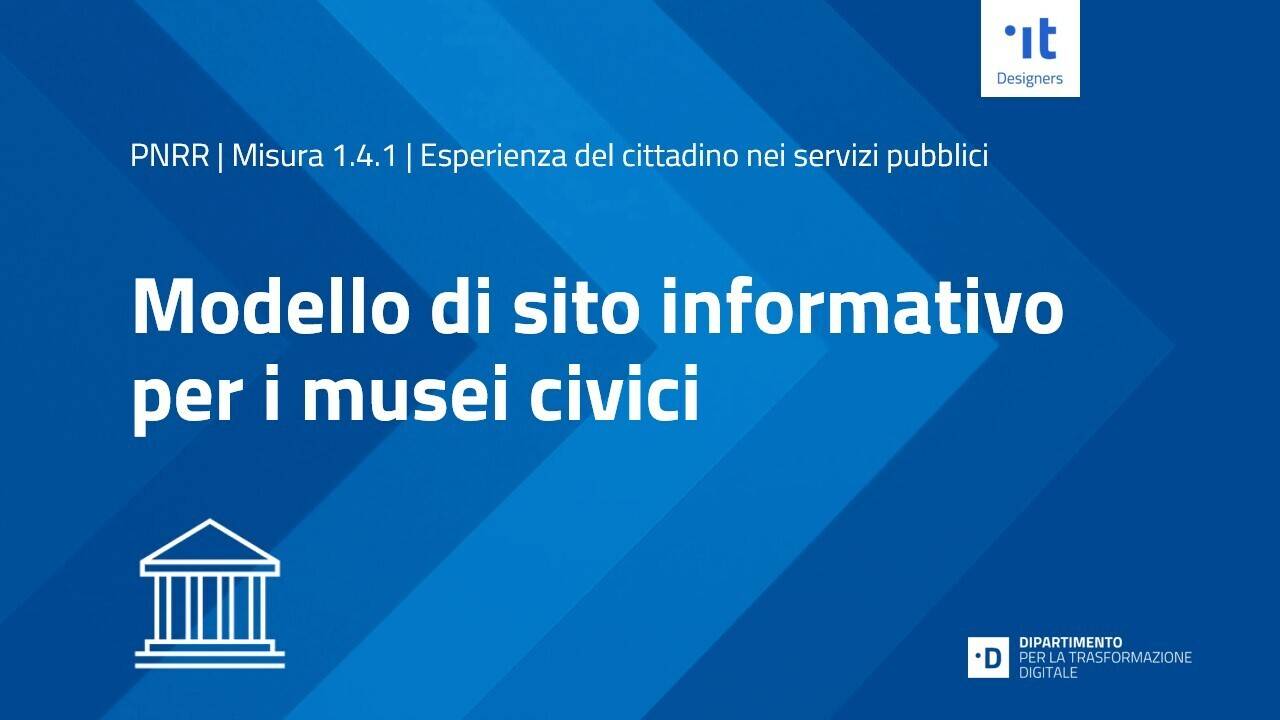 ·it
Designers
PNRR | Misura 1.4.1 | Esperienza del cittadino nei servizi pubblici
Modello di sito informativo
per i musei civici
·D
DIPARTIMENTO
PER LA TRASFORMAZIONE
DIGITALE